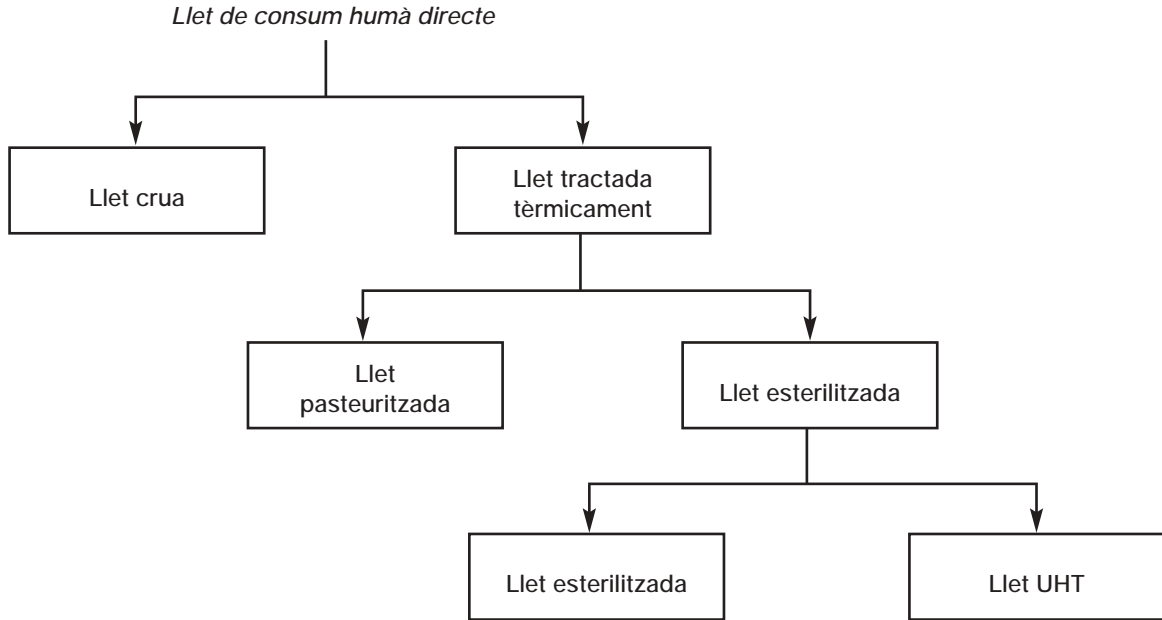 Llet de consum humà directe
Llet crua
Llet tractada
tèrmicament
Llet
pasteuritzada
Llet esterilitzada
Llet esterilitzada
Llet UHT